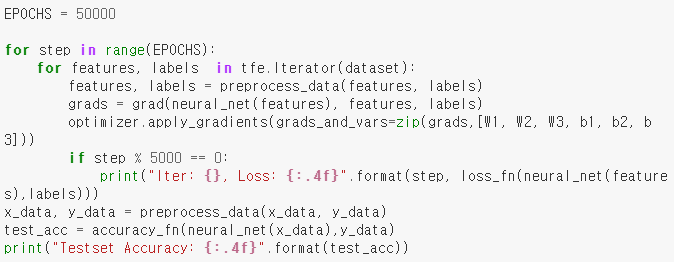 EPOCHS = 50000
for step in range(EPOCHS):
    for features, labels  in tfe.Iterator(dataset):
        features, labels = preprocess_data(features, labels)
        grads = grad(neural_net(features), features, labels)
        optimizer.apply_gradients(grads_and_vars=zip(grads,[W1, W2, W3, b1, b2, b
3]))
        if step % 5000 == 0:
            print("Iter: {}, Loss: {:.4f}".format(step, loss_fn(neural_net(feature
s),labels)))
x_data, y_data = preprocess_data(x_data, y_data)
test_acc = accuracy_fn(neural_net(x_data),y_data)
print("Testset Accuracy: {:.4f}".format(test_acc))